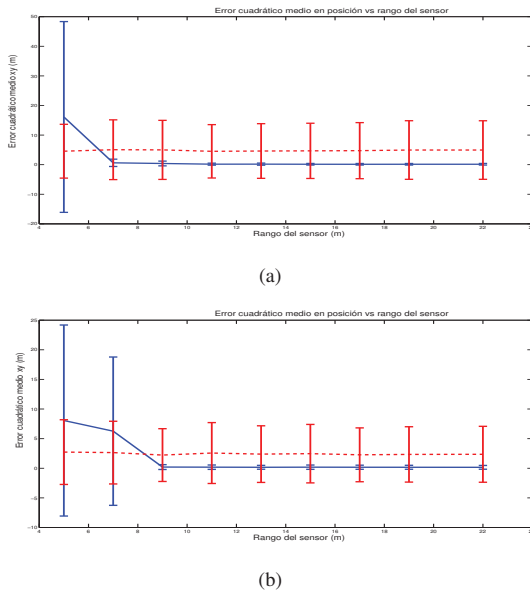 Error cuadrático medio en posición vs rango del sensor
Error cuadrático medio xy (m)
50
40
30
20
10
0
−10
−20
4 6 8 10 12 14 16 18 20 22
Rango del sensor (m)
(a)
Error cuadrático medio en posición vs rango del sensor
Error cuadrático medio xy (m)
25
20
15
10
5
0
−5
−10
4 6 8 10 12 14 16 18 20 22
Rango del sensor (m)
(b)